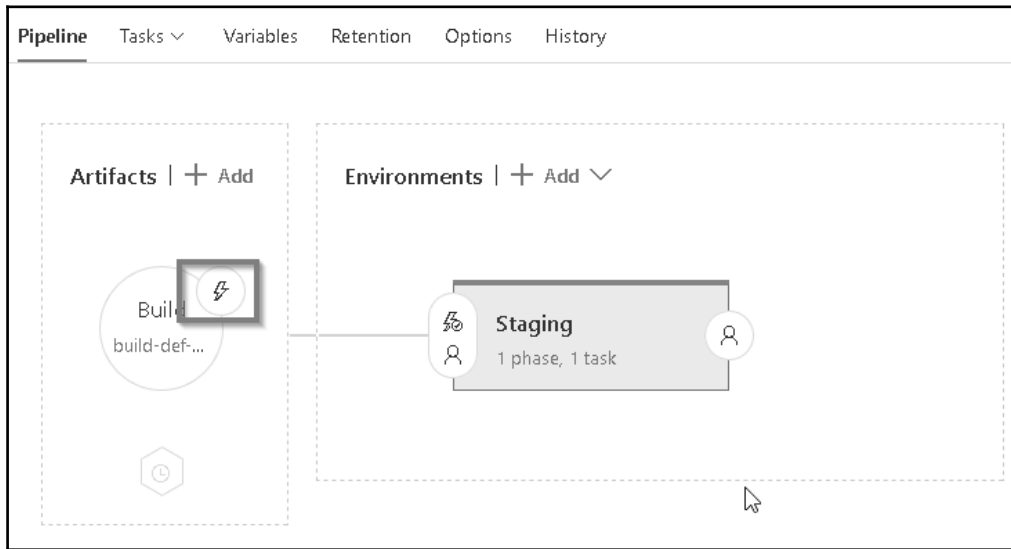 Pipeline Tasks Variables Retention Options History
Artifacts | + Add
Environments | + Add
Build
build-def-...
Staging
1 phase, 1 task